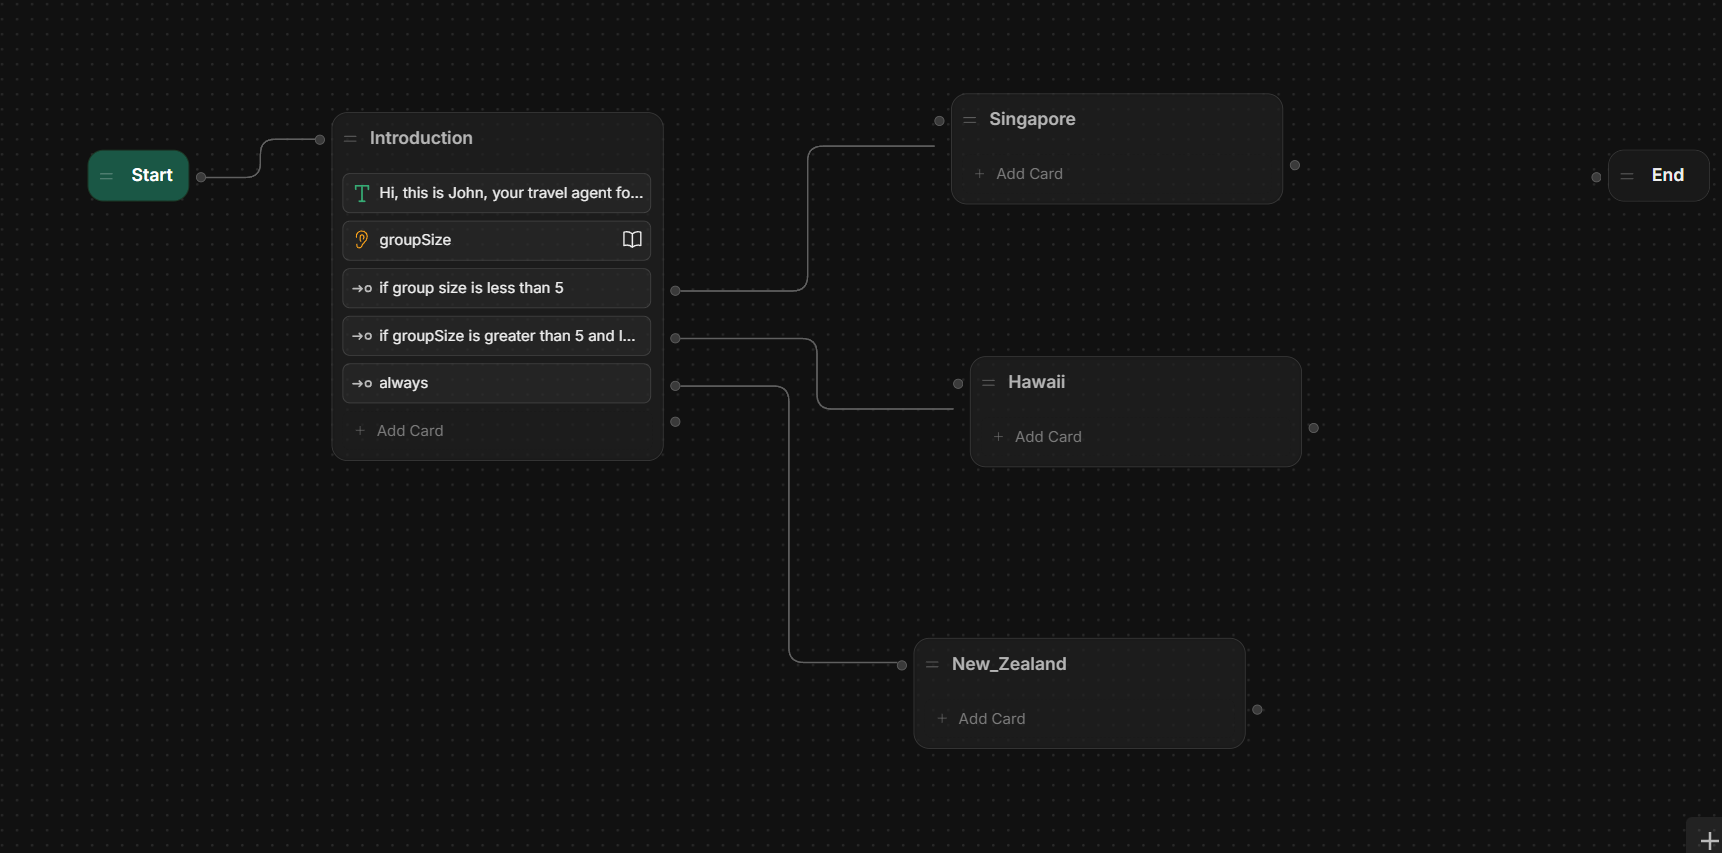 Start
Introduction
Hi, this is John, your travel agent fo...
groupSize
if group size is less than 5
if groupSize is greater than 5 and l...
always
Add Card
Singapore
Add Card
Hawaii
Add Card
New_Zealand
Add Card
End